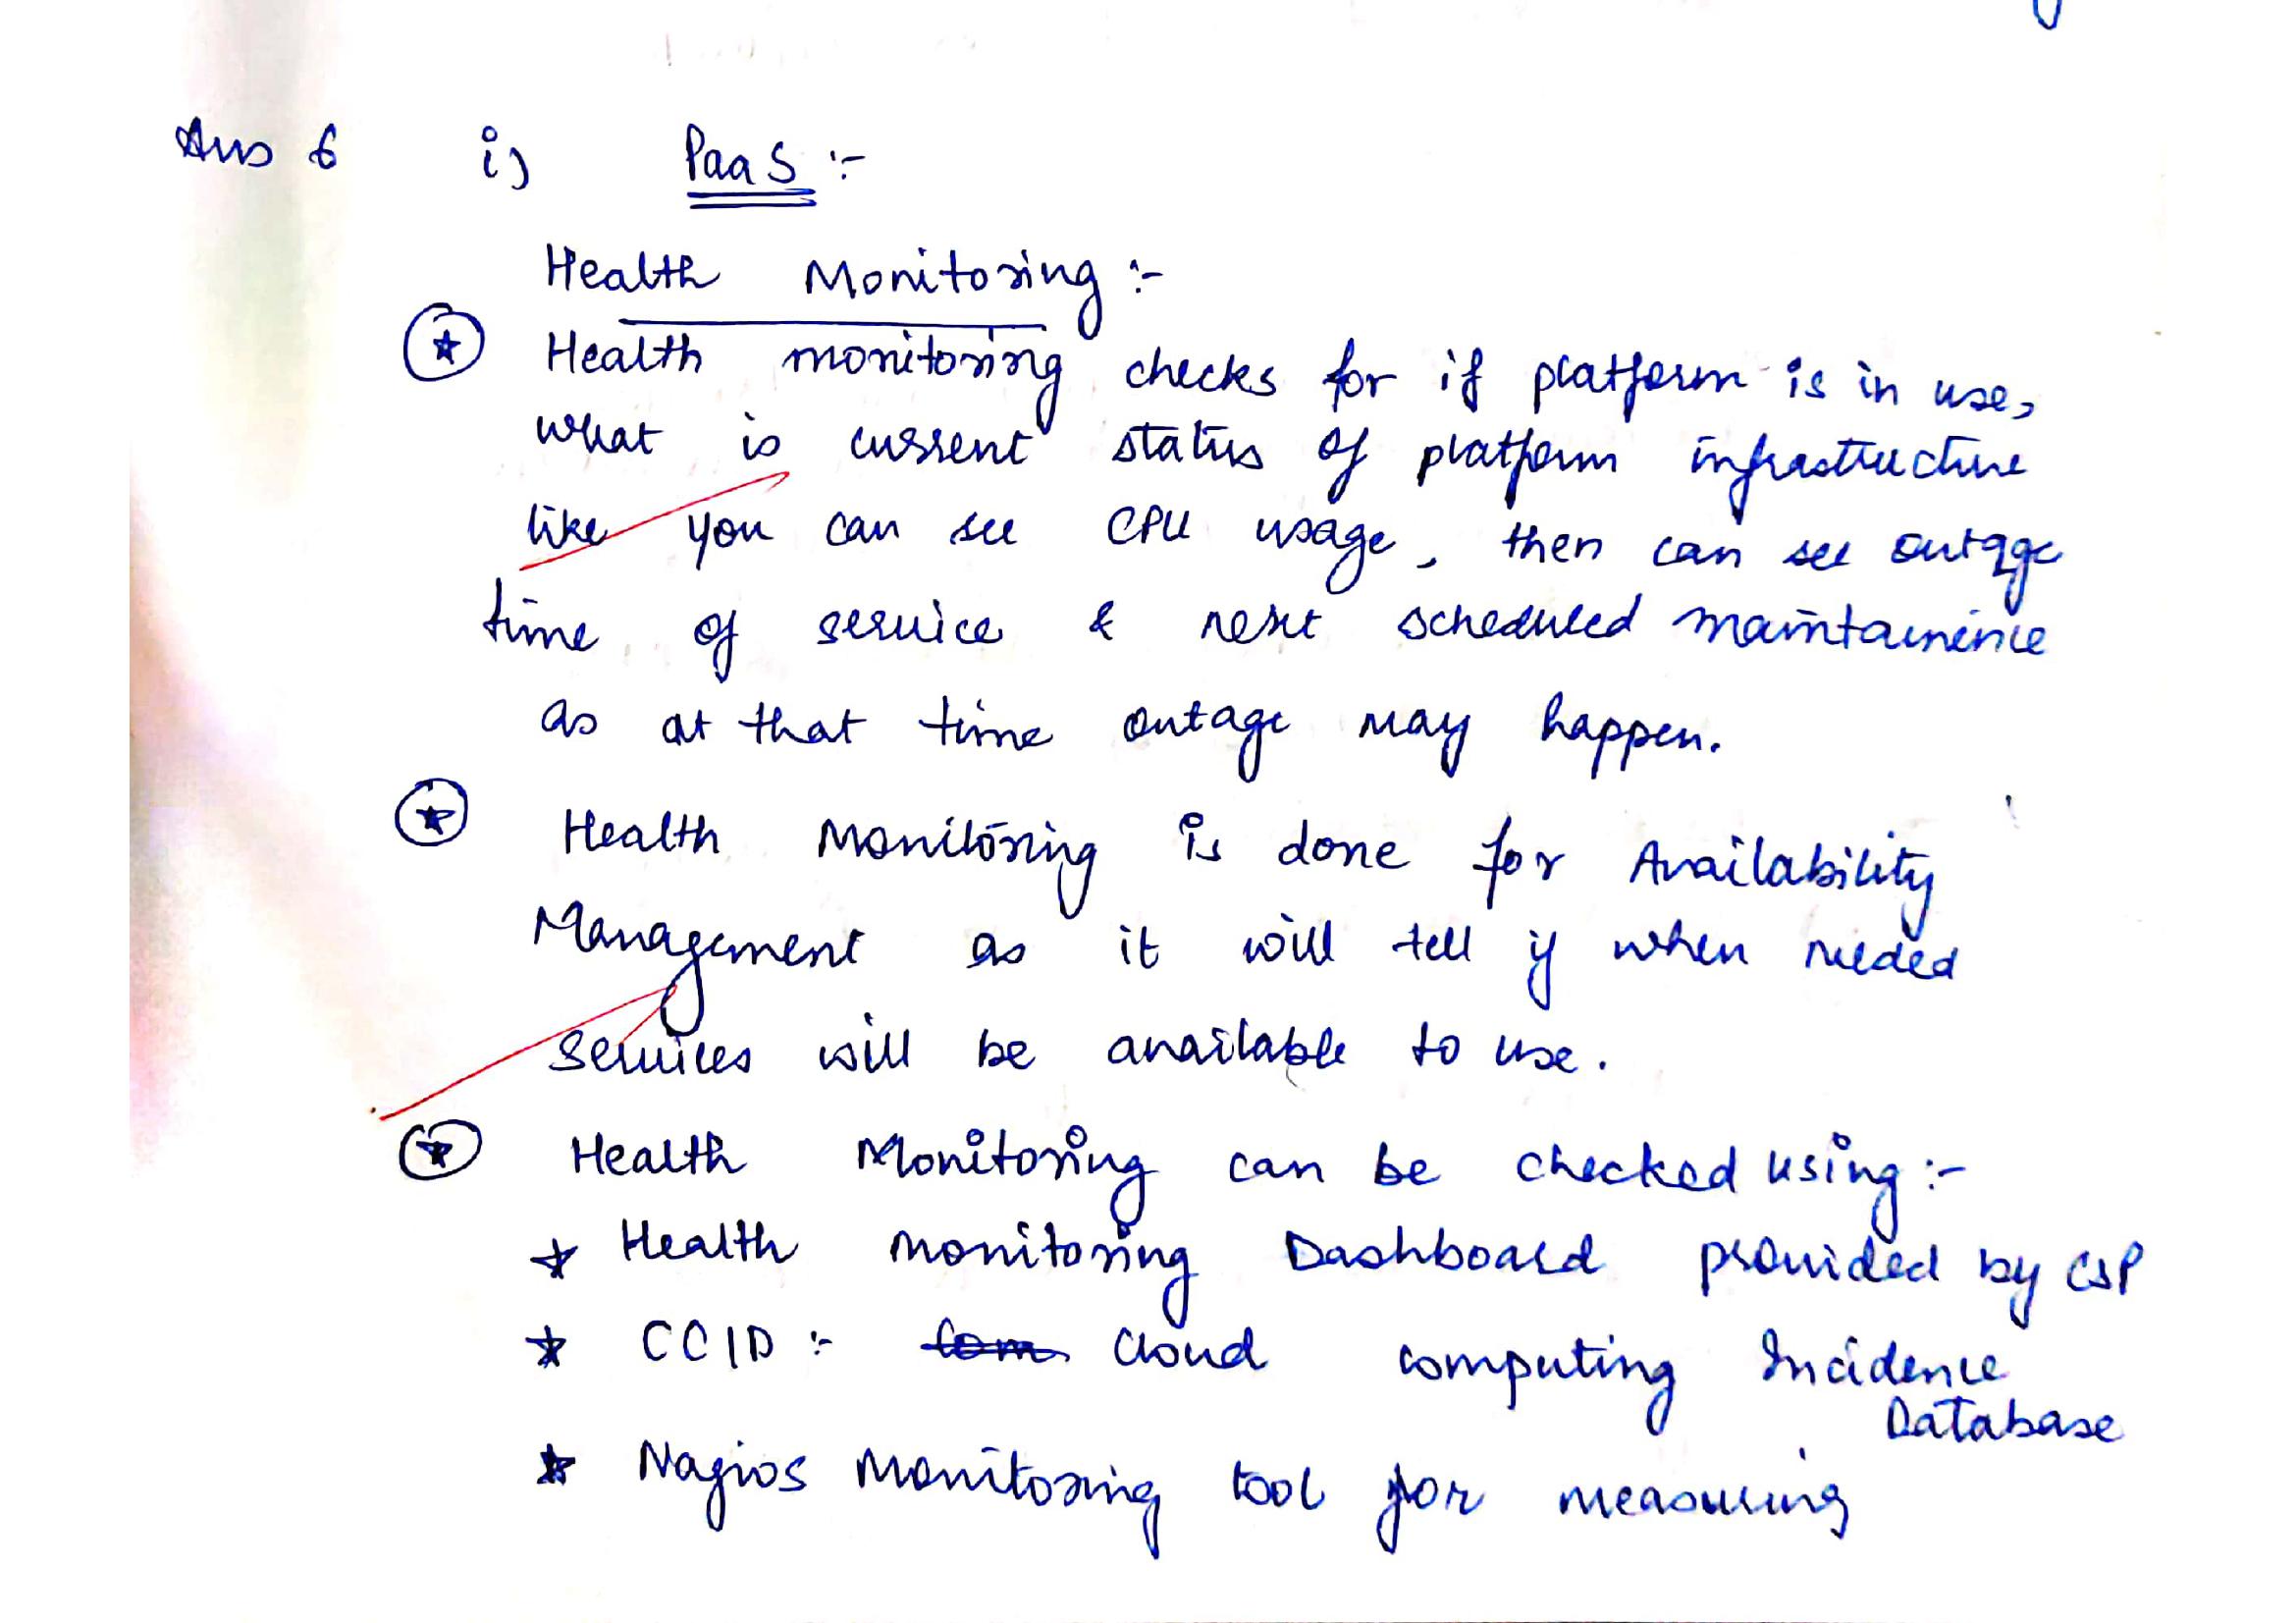 Ans 6 i) PaaS :-
Health Monitoring :-
Health monitoring checks for if platform is in use,
what is current status of platform infrastructure
like you can see CPU usage, then can see outage
time of service & next scheduled maintainence
as at that time outage may happen.
Health Monitoring is done for Availability
Management as it will tell if when needed
services will be available to use.
Health Monitoring can be checked using :-
Health monitoring Dashboard provided by CSP
CCID :- Cloud computing Incidence
Database
Nagios Monitoring tool for measuring